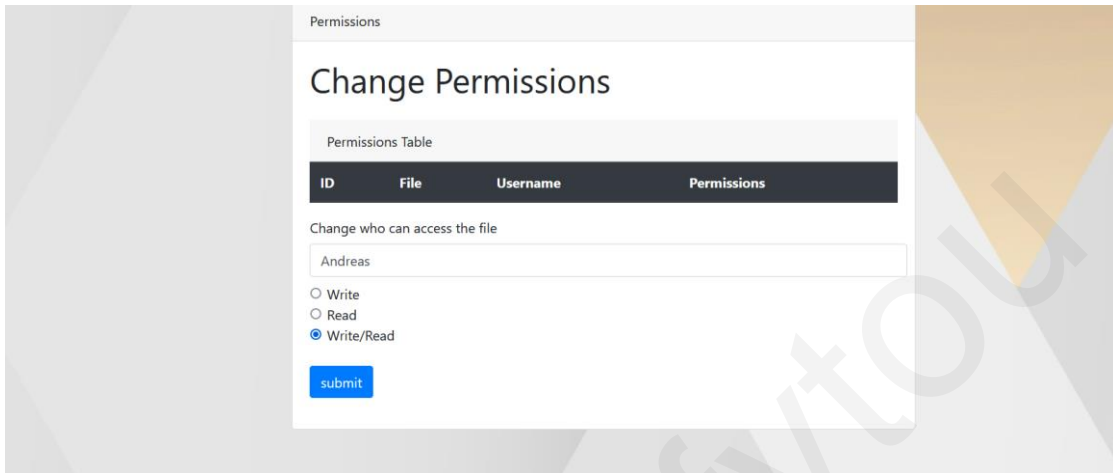 Permissions
Change Permissions
Permissions Table
ID File Username Permissions
Change who can access the file
Andreas
Write
Read
Write/Read
submit